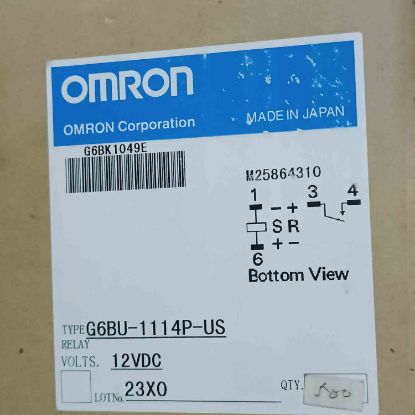 OMRON
OMRON Corporation
MADE IN JAPAN
G6BK1049E
M25864310
1 - + 3 4
S R
6 + -
Bottom View
TYPE G6BU-1114P-US
RELAY
VOLTS. 12VDC
LOT No. 23X0
QTY. 500